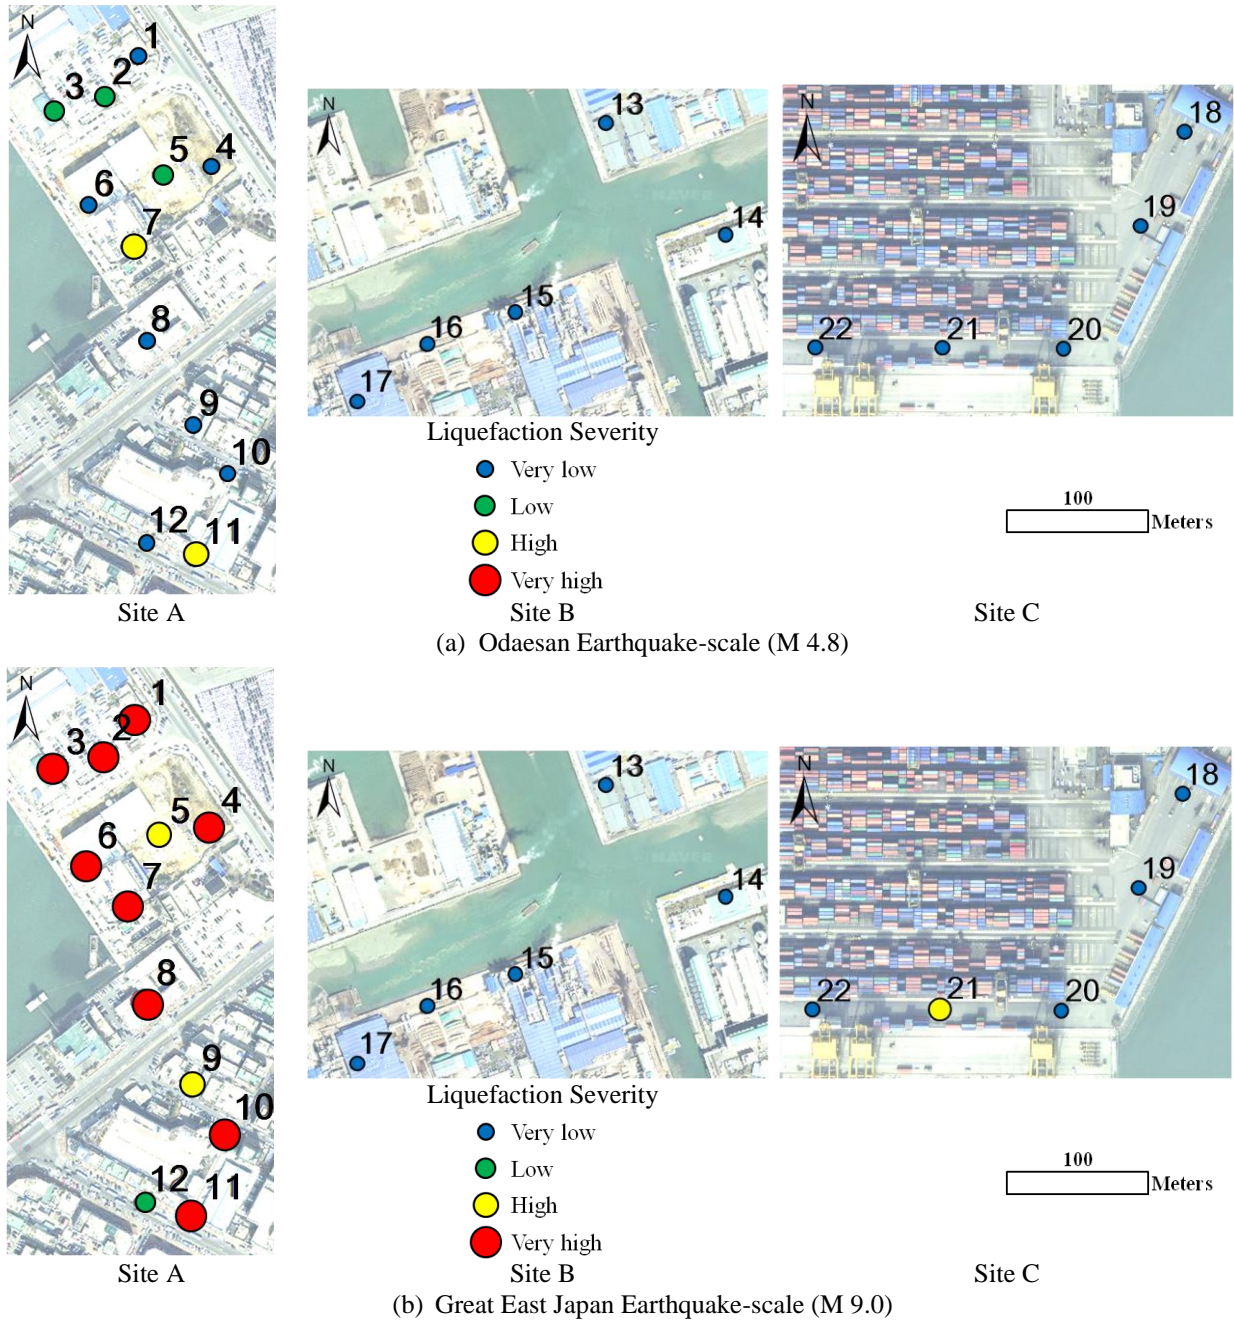 N
1
2
3
4
5
6
7
8
9
10
11
12
N
13
14
15
16
17
N
18
19
20
21
22
Liquefaction Severity
Very low
Low
High
Very high
100
Meters
Site A
Site B
Site C
(a) Odaesan Earthquake-scale (M 4.8)
N
1
2
3
4
5
6
7
8
9
10
11
12
N
13
14
15
16
17
N
18
19
20
21
22
Liquefaction Severity
Very low
Low
High
Very high
100
Meters
Site A
Site B
Site C
(b) Great East Japan Earthquake-scale (M 9.0)